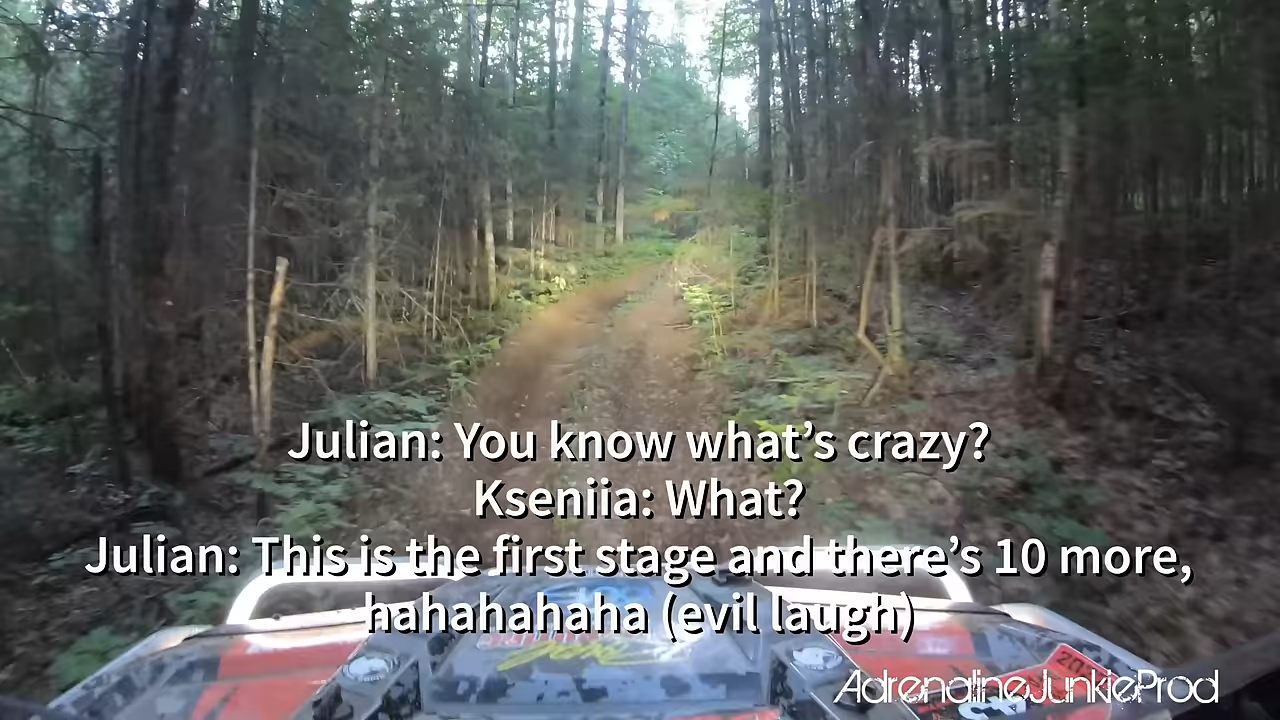 Julian: You know what’s crazy?
Kseniia: What?
Julian: This is the first stage and there’s 10 more,
hahahahaha (evil laugh)
AdrenalineJunkieProd